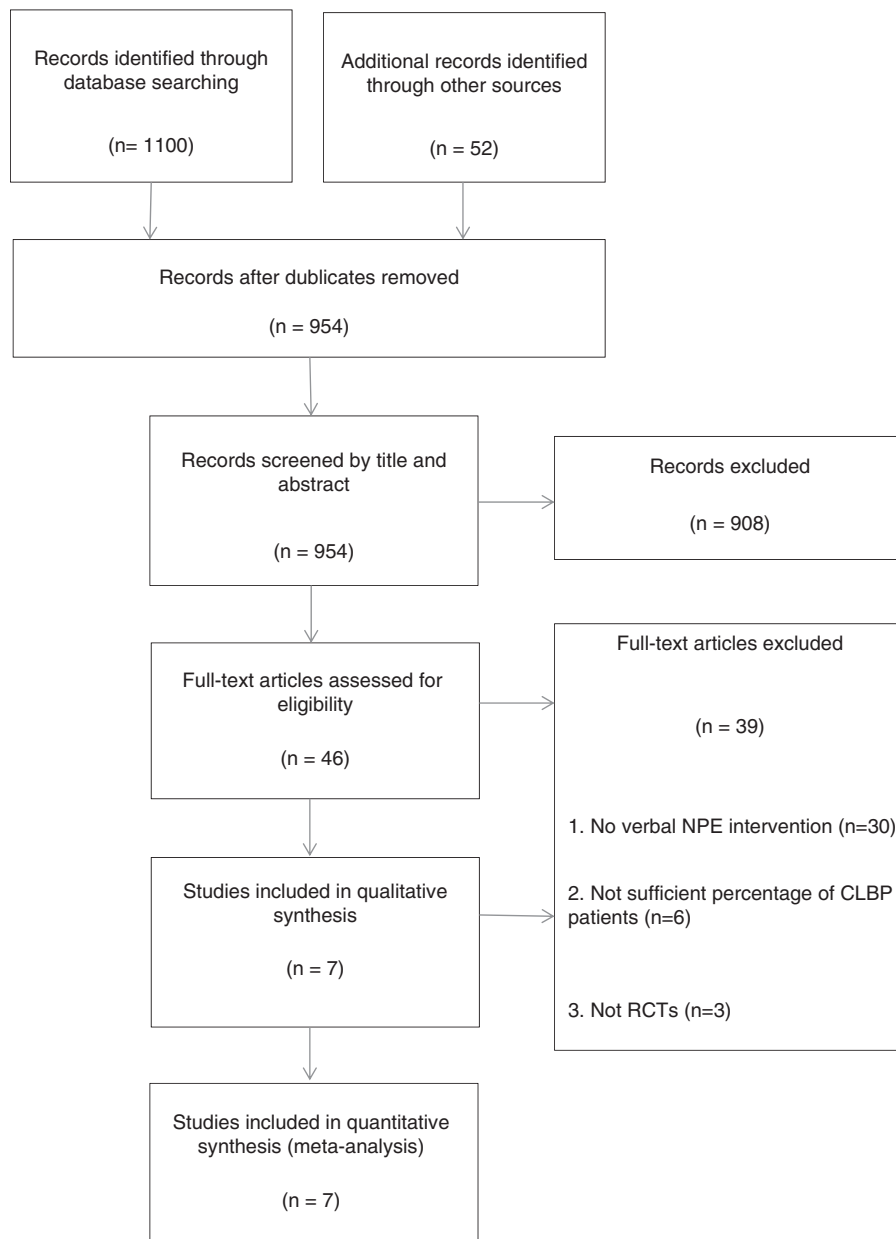 Records identified through
database searching
(n= 1100)
Additional records identified
through other sources
(n = 52)
Records after dublicates removed
(n = 954)
Records screened by title and
abstract
(n = 954)
Records excluded
(n = 908)
Full-text articles assessed for
eligibility
(n = 46)
Full-text articles excluded
(n = 39)
1. No verbal NPE intervention (n=30)
2. Not sufficient percentage of CLBP
patients (n=6)
3. Not RCTs (n=3)
Studies included in qualitative
synthesis
(n = 7)
Studies included in quantitative
synthesis (meta-analysis)
(n = 7)